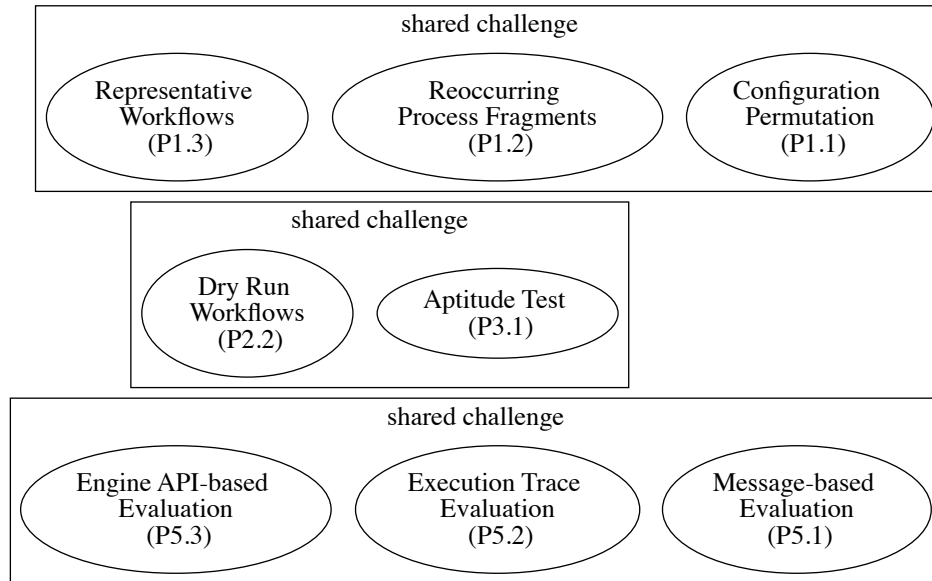 shared challenge
Representative
Workflows
(P1.3)
Reoccurring
Process Fragments
(P1.2)
Configuration
Permutation
(P1.1)
shared challenge
Dry Run
Workflows
(P2.2)
Aptitude Test
(P3.1)
shared challenge
Engine API-based
Evaluation
(P5.3)
Execution Trace
Evaluation
(P5.2)
Message-based
Evaluation
(P5.1)